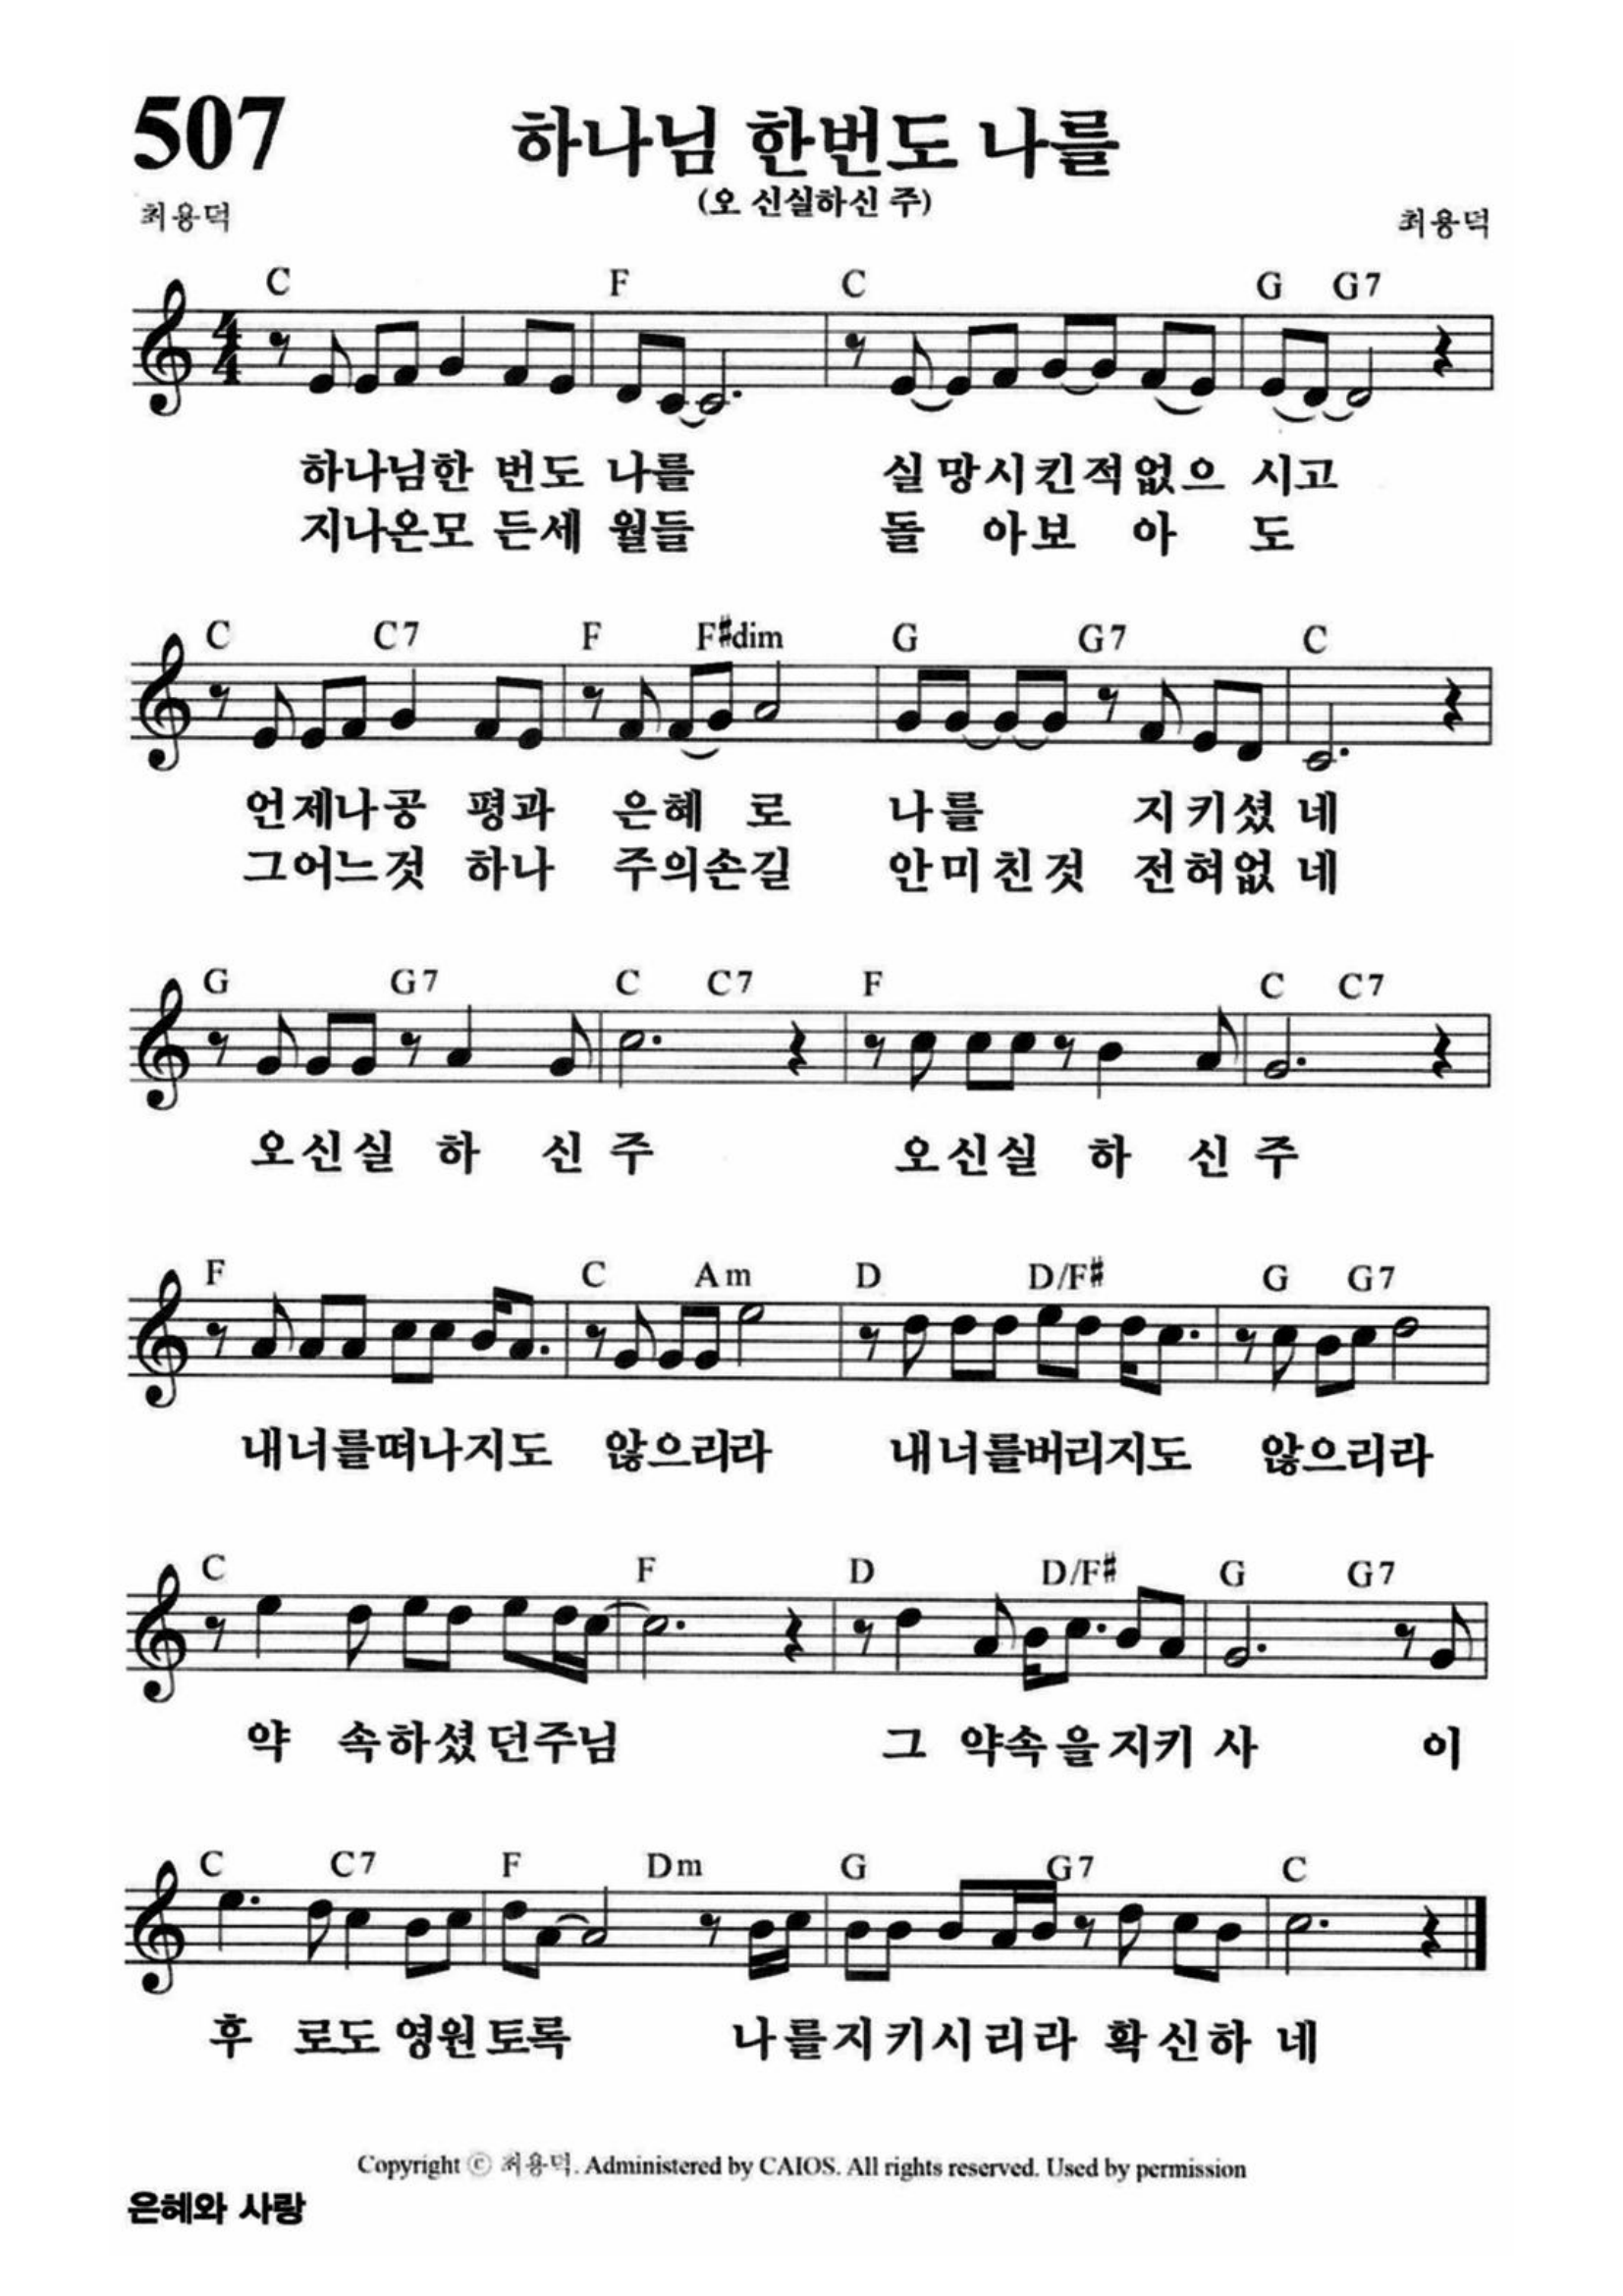 507
하나님 한번도 나를
(오 신실하신 주)
최용덕
최용덕
C F C G G7
하나님한 번도 나를 실망시킨적없으 시고
지나온모 든세 월들 돌 아보 아 도
C C7 F F#dim G G7 C
언제나공 평과 은혜 로 나를 지키셨 네
그어느것 하나 주의손길 안미친것 전혀없 네
G G7 C C7 F C C7
오신실 하 신 주 오신실 하 신 주
F C Am D D/F# G G7
내너를떠나지도 않으리라 내너를버리지도 않으리라
C F D D/F# G G7
약 속하셨던주님 그 약속을지키 사 이
C C7 F Dm G G7 C
후 로도 영원토록 나를지키시리라 확신하 네
Copyright ⓒ 최용덕. Administered by CAIOS. All rights reserved. Used by permission
은혜와 사랑